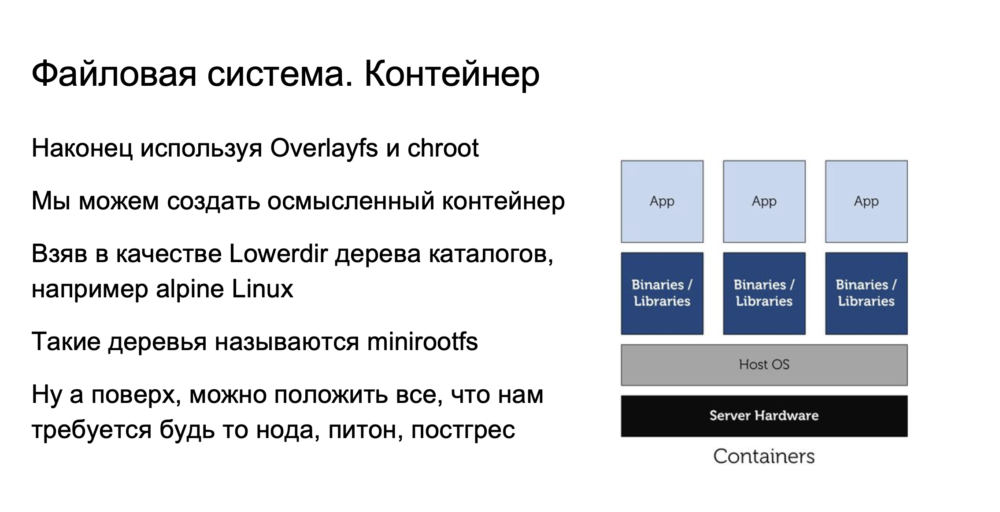 Файловая система. Контейнер
Наконец используя Overlayfs и chroot
Мы можем создать осмысленный контейнер
Взяв в качестве Lowerdir дерева каталогов,
например alpine Linux
Такие деревья называются minirootfs
Ну а поверх, можно положить все, что нам
требуется будь то нода, питон, постгрес
App
App
App
Binaries /
Libraries
Binaries /
Libraries
Binaries /
Libraries
Host OS
Server Hardware
Containers